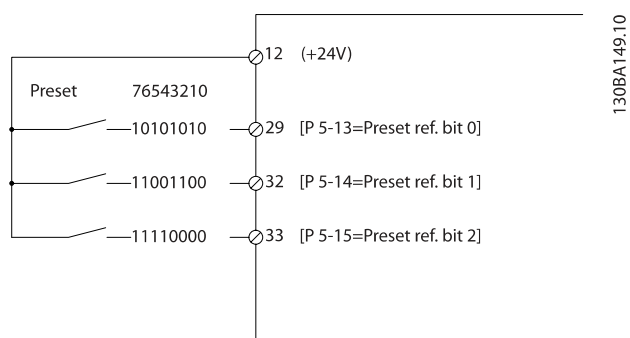 12 (+24V)
Preset 76543210
10101010 29 [P 5-13=Preset ref. bit 0]
11001100 32 [P 5-14=Preset ref. bit 1]
11110000 33 [P 5-15=Preset ref. bit 2]
130BA149.10